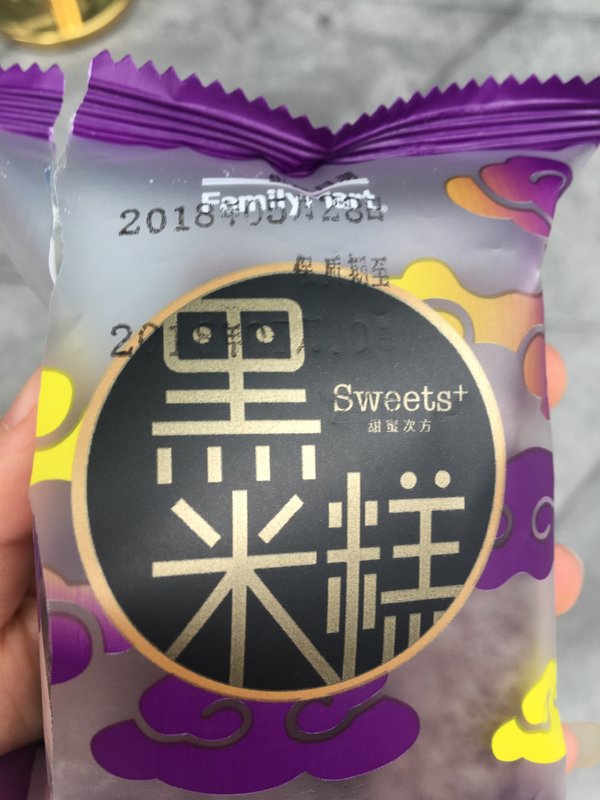 FamilyMart
2018年05月28日
保质期至
Sweets+
甜蜜次方
黑
米糕